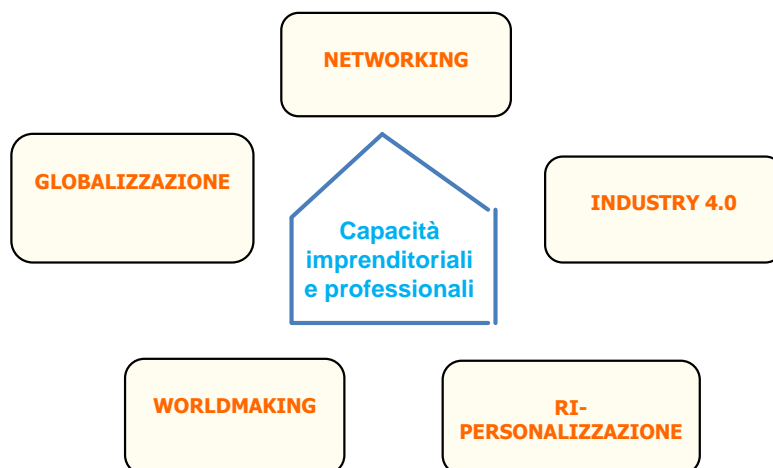 NETWORKING
GLOBALIZZAZIONE
INDUSTRY 4.0
Capacità
imprenditoriali
e professionali
WORLDMAKING
RI-
PERSONALIZZAZIONE